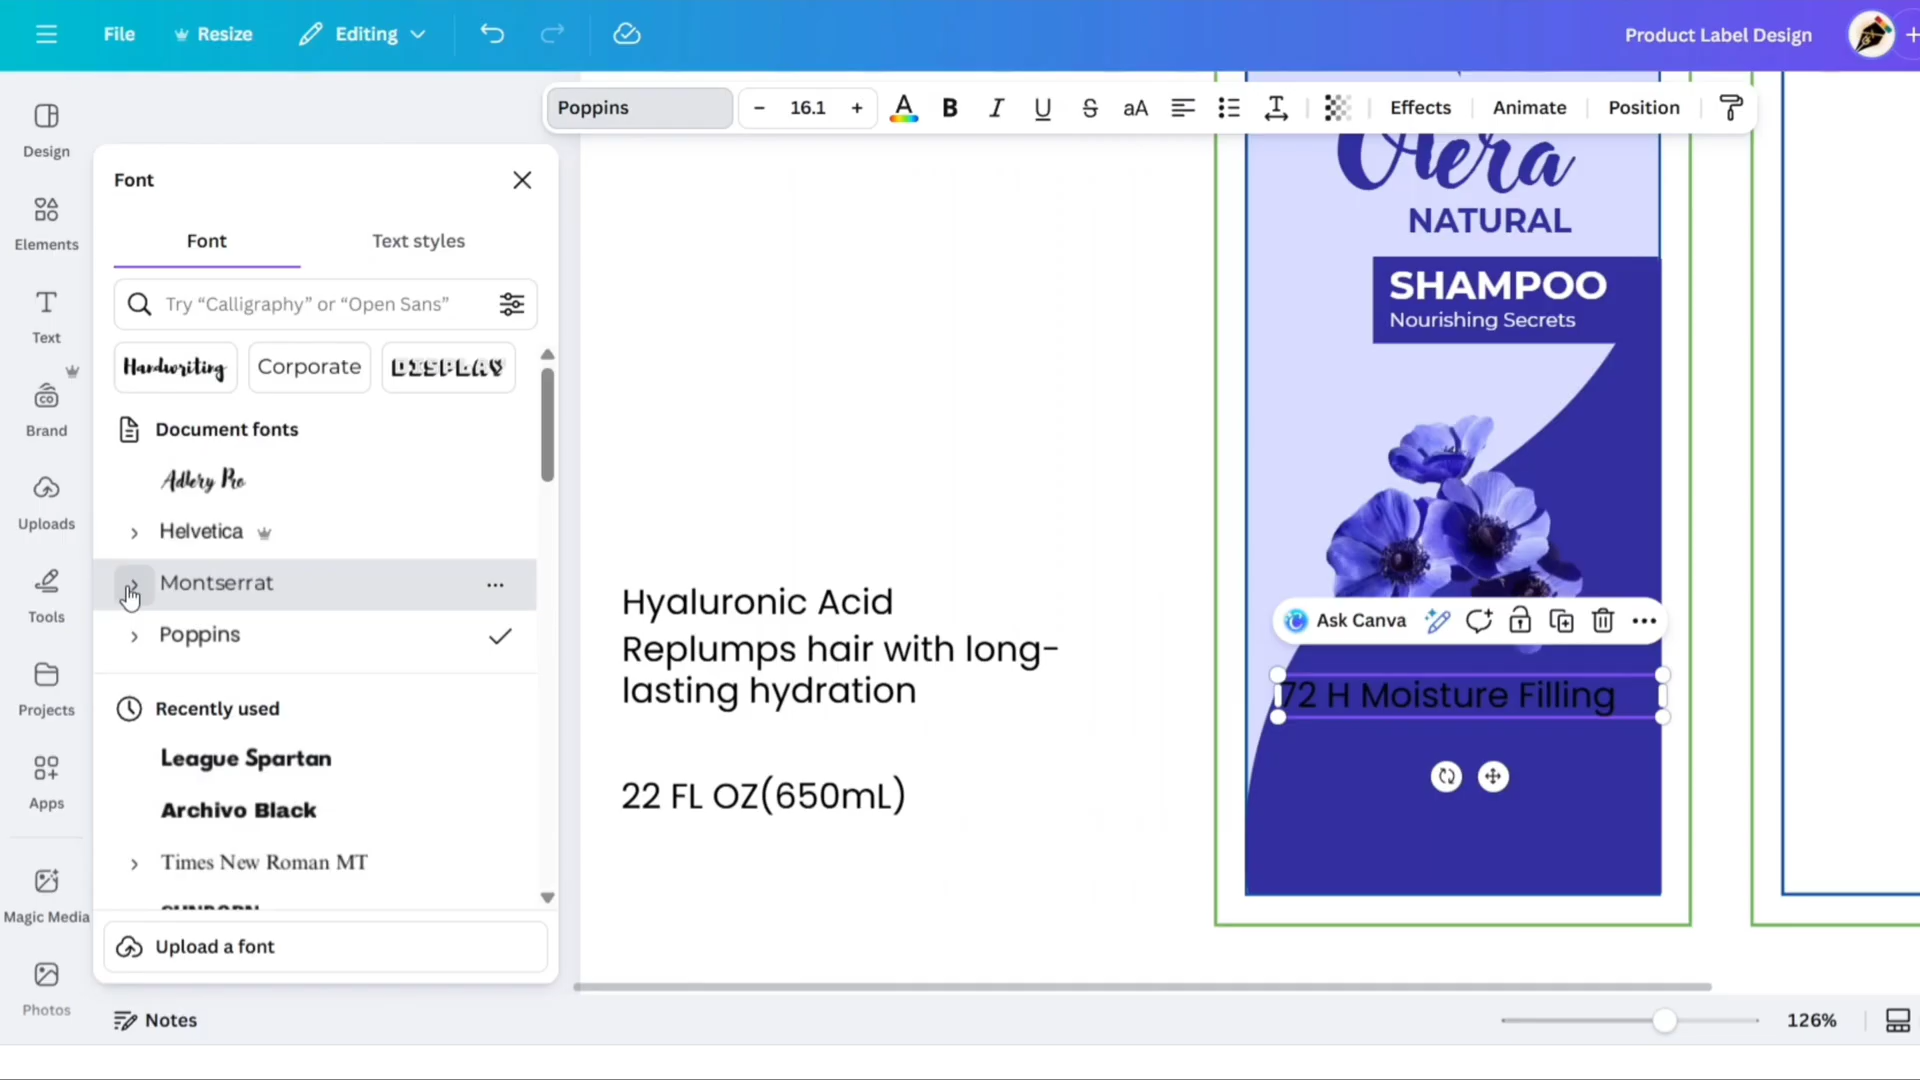 File
Resize
Editing
Product Label Design
Poppins
16.1
aA
Effects
Animate
Position
Design
Elements
Text
Brand
Uploads
Tools
Projects
Apps
Magic Media
Photos
Font
Font
Text styles
Try “Calligraphy” or “Open Sans”
Handwriting
Corporate
DISPLAY
Document fonts
Adlery Pro
Helvetica
Montserrat
Poppins
Recently used
League Spartan
Archivo Black
Times New Roman MT
Upload a font
Notes
Hyaluronic Acid
Replumps hair with long-
lasting hydration
22 FL OZ(650mL)
NATURAL
SHAMPOO
Nourishing Secrets
Ask Canva
72 H Moisture Filling
126%